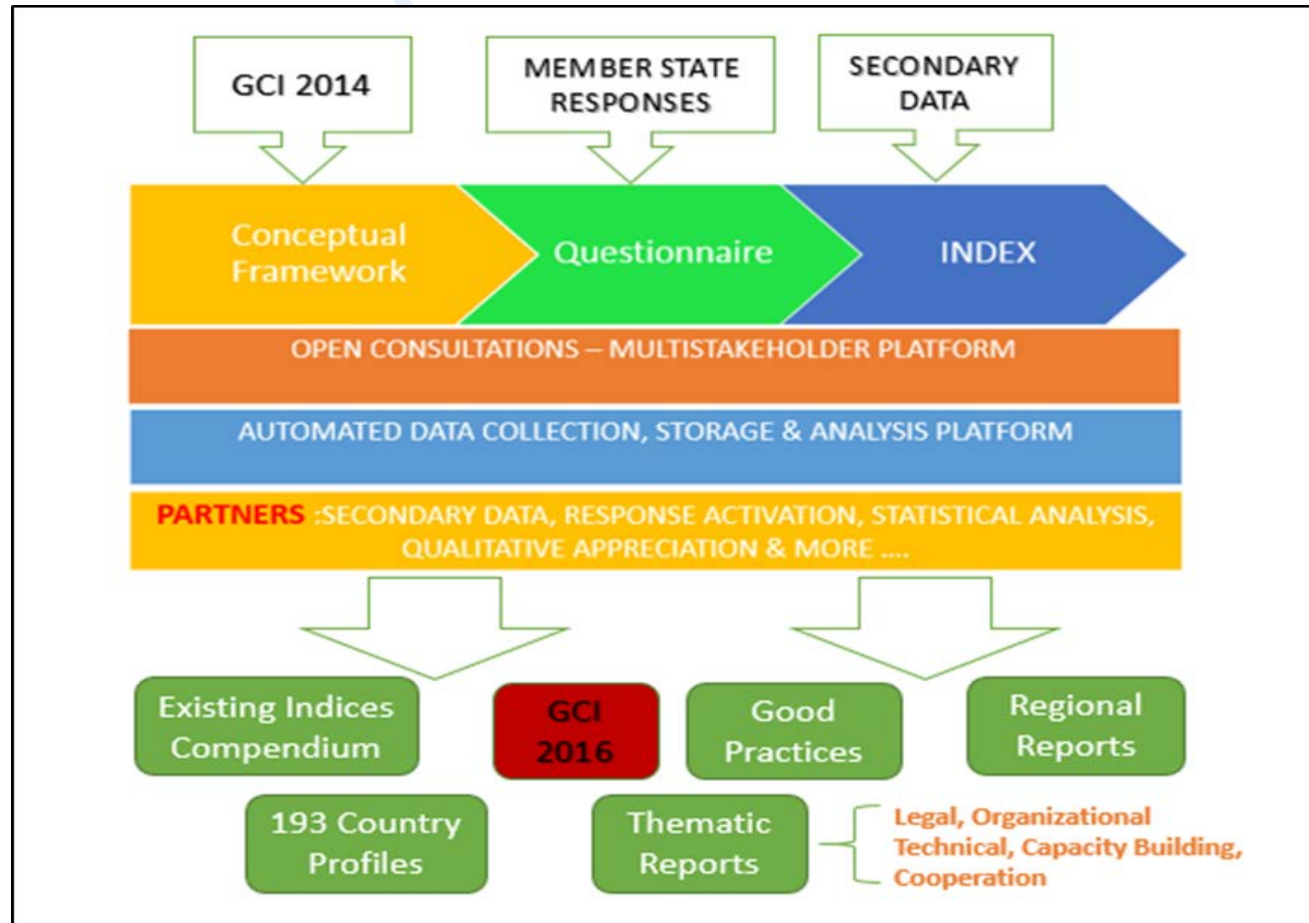 GCI 2014
MEMBER STATE
RESPONSES
SECONDARY
DATA
Conceptual
Framework
Questionnaire
INDEX
OPEN CONSULTATIONS – MULTISTAKEHOLDER PLATFORM
AUTOMATED DATA COLLECTION, STORAGE & ANALYSIS PLATFORM
PARTNERS :SECONDARY DATA, RESPONSE ACTIVATION, STATISTICAL ANALYSIS,
QUALITATIVE APPRECIATION & MORE ....
Existing Indices
Compendium
GCI
2016
Good
Practices
Regional
Reports
193 Country
Profiles
Thematic
Reports
Legal, Organizational
Technical, Capacity Building,
Cooperation